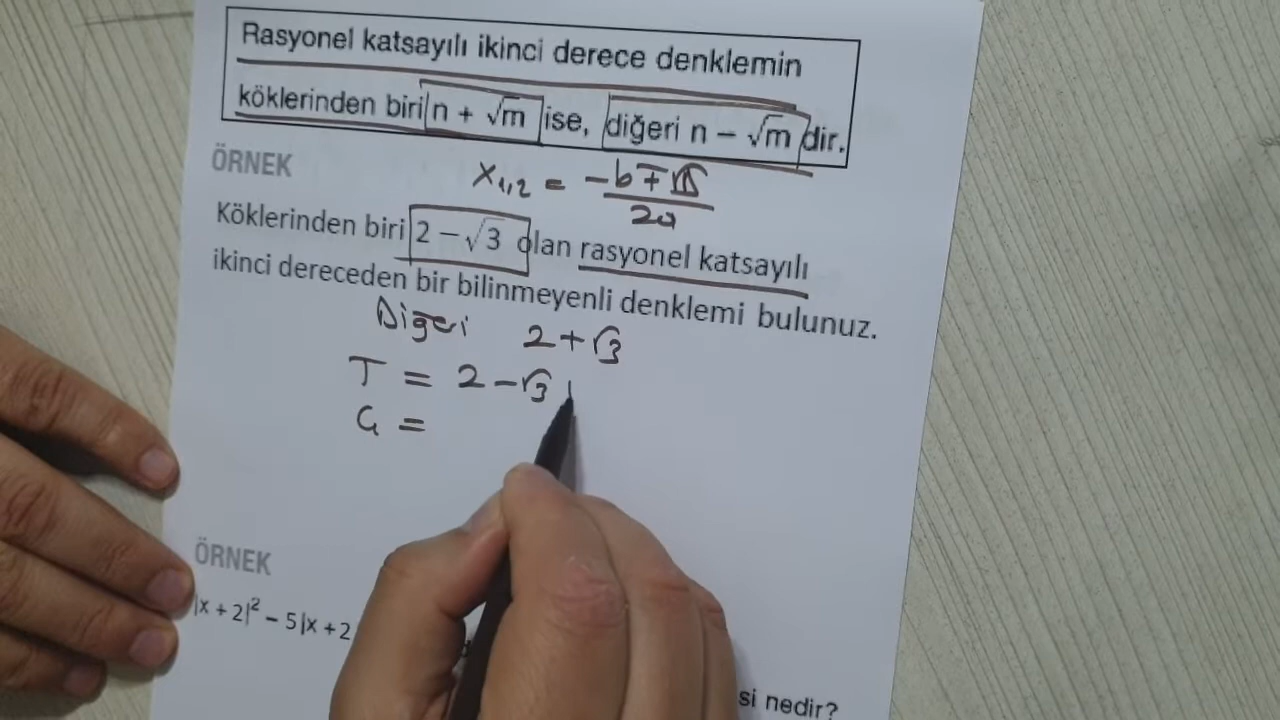 Rasyonel katsayılı ikinci derece denklemin
köklerinden biri n + √m ise, diğeri n − √m dir.
ÖRNEK
x₁,₂ = −b∓√Δ / 2a
Köklerinden biri 2 − √3 olan rasyonel katsayılı
ikinci dereceden bir bilinmeyenli denklemi bulunuz.
Diğeri 2+√3
T = 2−√3
Ç =
ÖRNEK
|x + 2|² − 5|x + 2
si nedir?